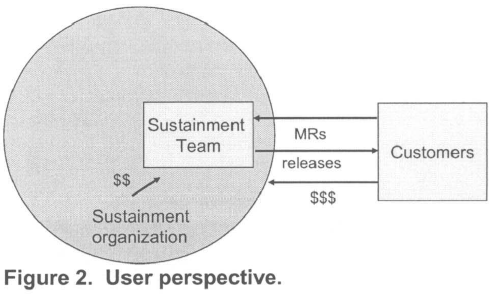 Sustainment
Team
MRs
releases
Customers
$$
$$$
Sustainment
organization
Figure 2. User perspective.